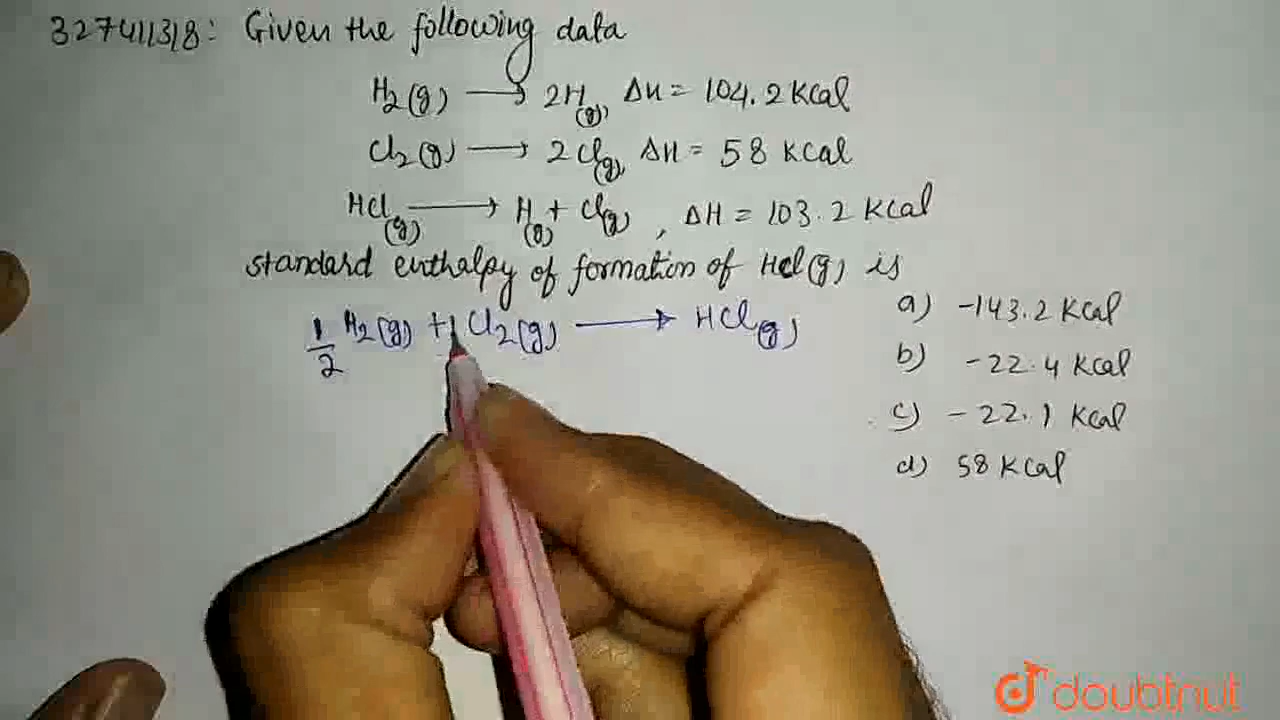 327411318: Given the following data
H2(g) ⟶ 2H(g), ΔH = 104.2 KCal
Cl2(g) ⟶ 2Cl(g), ΔH = 58 KCal
HCl(g) ⟶ H(g) + Cl(g), ΔH = 103.2 KCal
standard enthalpy of formation of HCl(g) is
1/2 H2(g) + 1 Cl2(g) ⟶ HCl(g)
a) -143.2 KCal
b) -22.4 KCal
c) -22.1 KCal
d) 58 KCal
doubtnut